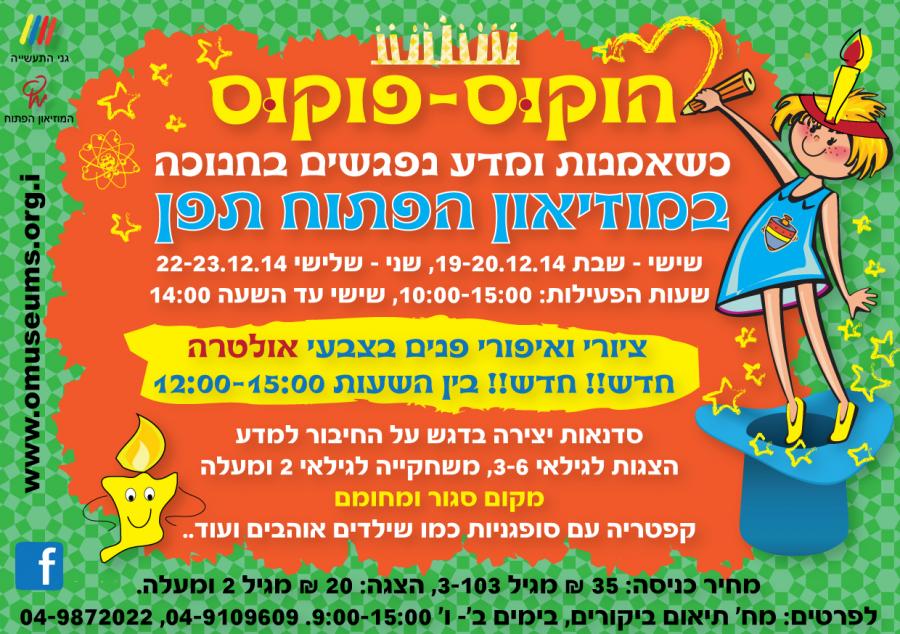 גני התעשייה
המוזיאון הפתוח
הוקוס-פוקוס
כשאמנות ומדע נפגשים בחנוכה
במוזיאון הפתוח תפן
שישי - שבת 19-20.12.14, שני - שלישי 22-23.12.14
שעות הפעילות: 10:00-15:00, שישי עד השעה 14:00
ציורי ואיפורי פנים בצבעי אולטרה
חדש!! חדש!! בין השעות 12:00-15:00
סדנאות יצירה בדגש על החיבור למדע
הצגות לגילאי 3-6, משחקייה לגילאי 2 ומעלה
מקום סגור ומחומם
קפטריה עם סופגניות כמו שילדים אוהבים ועוד..
www.omuseums.org.i
f
מחיר כניסה: 35 ₪ מגיל 3-103, הצגה: 20 ₪ מגיל 2 ומעלה.
לפרטים: מח' תיאום ביקורים, בימים ב'- ו' 9:00-15:00. 04-9109609, 04-9872022